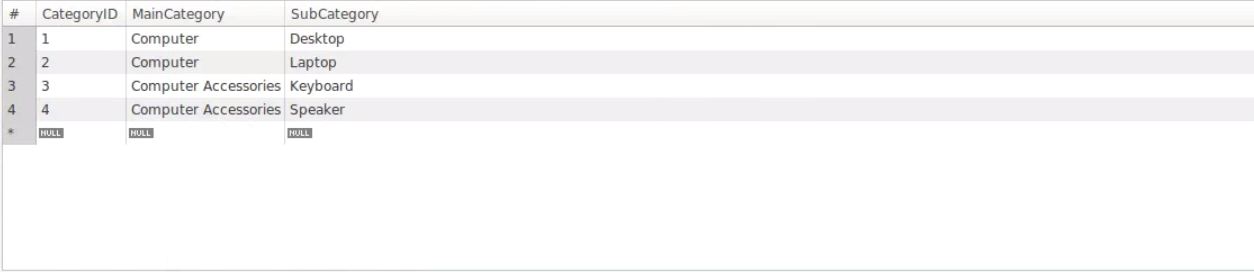 # CategoryID MainCategory SubCategory
1 1 Computer Desktop
2 2 Computer Laptop
3 3 Computer Accessories Keyboard
4 4 Computer Accessories Speaker
* NULL NULL NULL